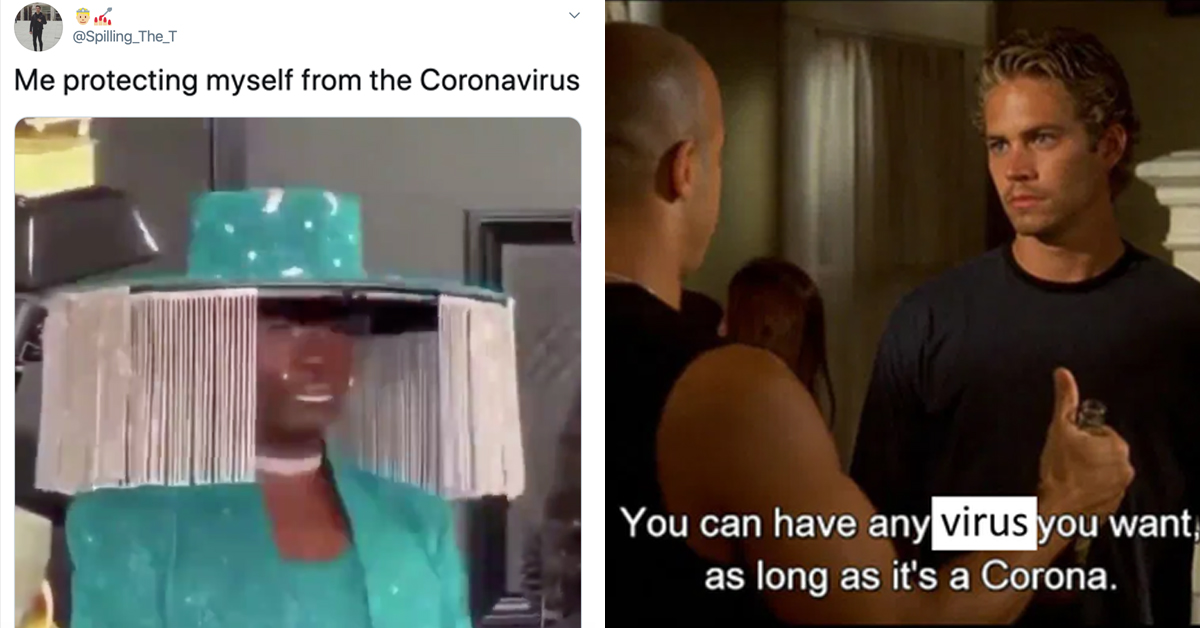 @Spilling_The_T
Me protecting myself from the Coronavirus
You can have any virus you want,
as long as it's a Corona.